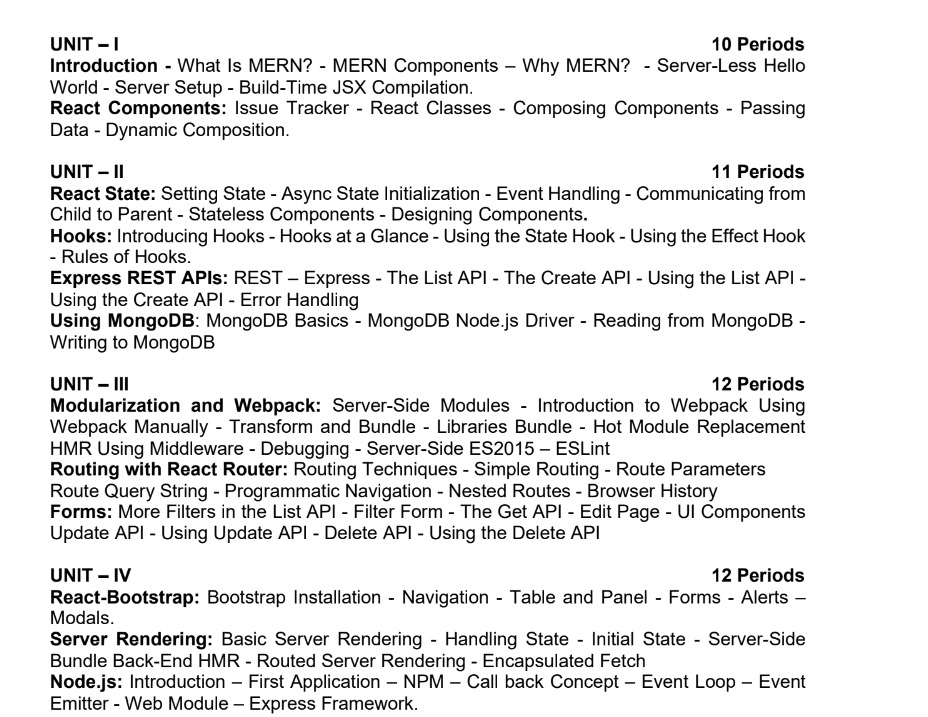 UNIT – I 10 Periods
Introduction - What Is MERN? - MERN Components – Why MERN? - Server-Less Hello
World - Server Setup - Build-Time JSX Compilation.
React Components: Issue Tracker - React Classes - Composing Components - Passing
Data - Dynamic Composition.
UNIT – II 11 Periods
React State: Setting State - Async State Initialization - Event Handling - Communicating from
Child to Parent - Stateless Components - Designing Components.
Hooks: Introducing Hooks - Hooks at a Glance - Using the State Hook - Using the Effect Hook
- Rules of Hooks.
Express REST APIs: REST – Express - The List API - The Create API - Using the List API -
Using the Create API - Error Handling
Using MongoDB: MongoDB Basics - MongoDB Node.js Driver - Reading from MongoDB -
Writing to MongoDB
UNIT – III 12 Periods
Modularization and Webpack: Server-Side Modules - Introduction to Webpack Using
Webpack Manually - Transform and Bundle - Libraries Bundle - Hot Module Replacement
HMR Using Middleware - Debugging - Server-Side ES2015 – ESLint
Routing with React Router: Routing Techniques - Simple Routing - Route Parameters
Route Query String - Programmatic Navigation - Nested Routes - Browser History
Forms: More Filters in the List API - Filter Form - The Get API - Edit Page - UI Components
Update API - Using Update API - Delete API - Using the Delete API
UNIT – IV 12 Periods
React-Bootstrap: Bootstrap Installation - Navigation - Table and Panel - Forms - Alerts –
Modals.
Server Rendering: Basic Server Rendering - Handling State - Initial State - Server-Side
Bundle Back-End HMR - Routed Server Rendering - Encapsulated Fetch
Node.js: Introduction – First Application – NPM – Call back Concept – Event Loop – Event
Emitter - Web Module – Express Framework.